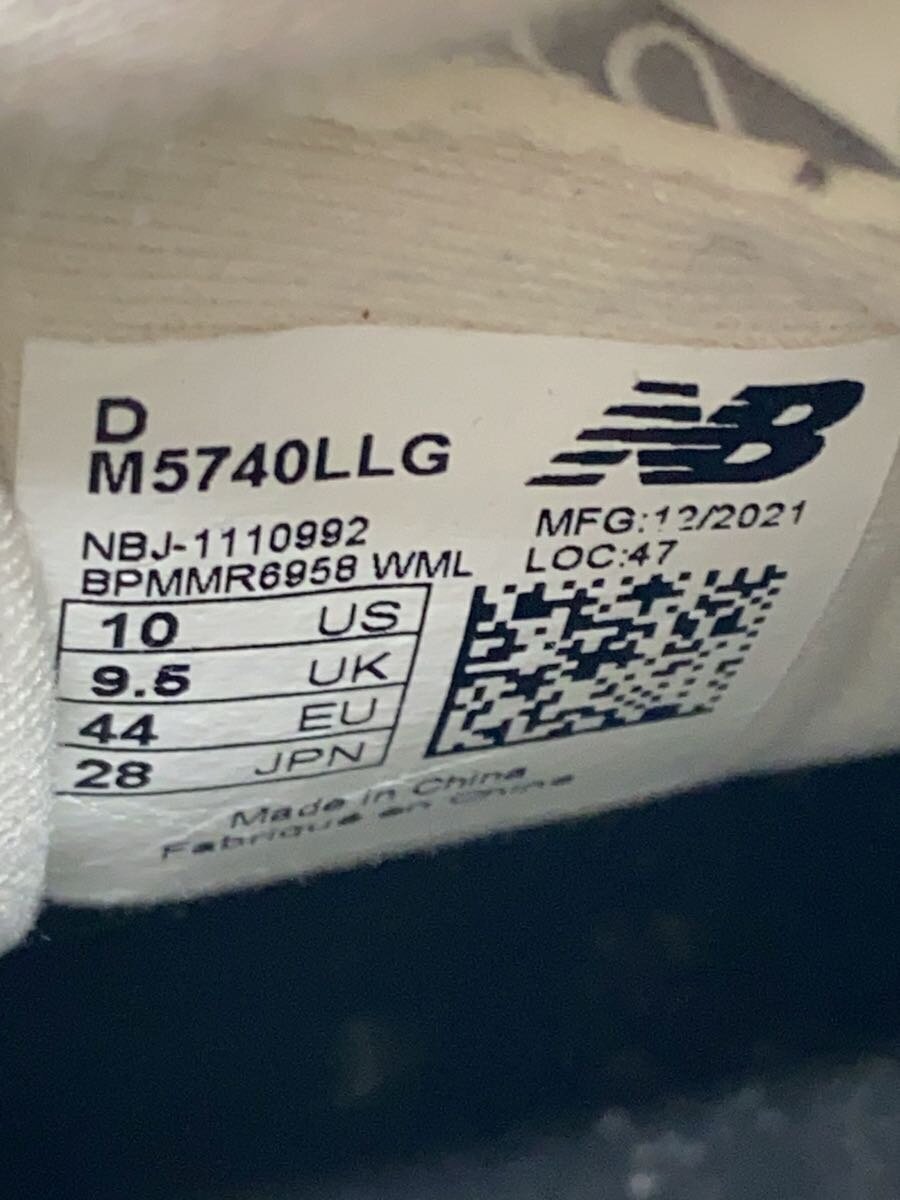 D
M5740LLG
NB
MFG:12/2021
LOC:47
NBJ-1110992
BPMMR6958 WML
10 US
9.5 UK
44 EU
28 JPN
Made in China
Fabriqué en Chine